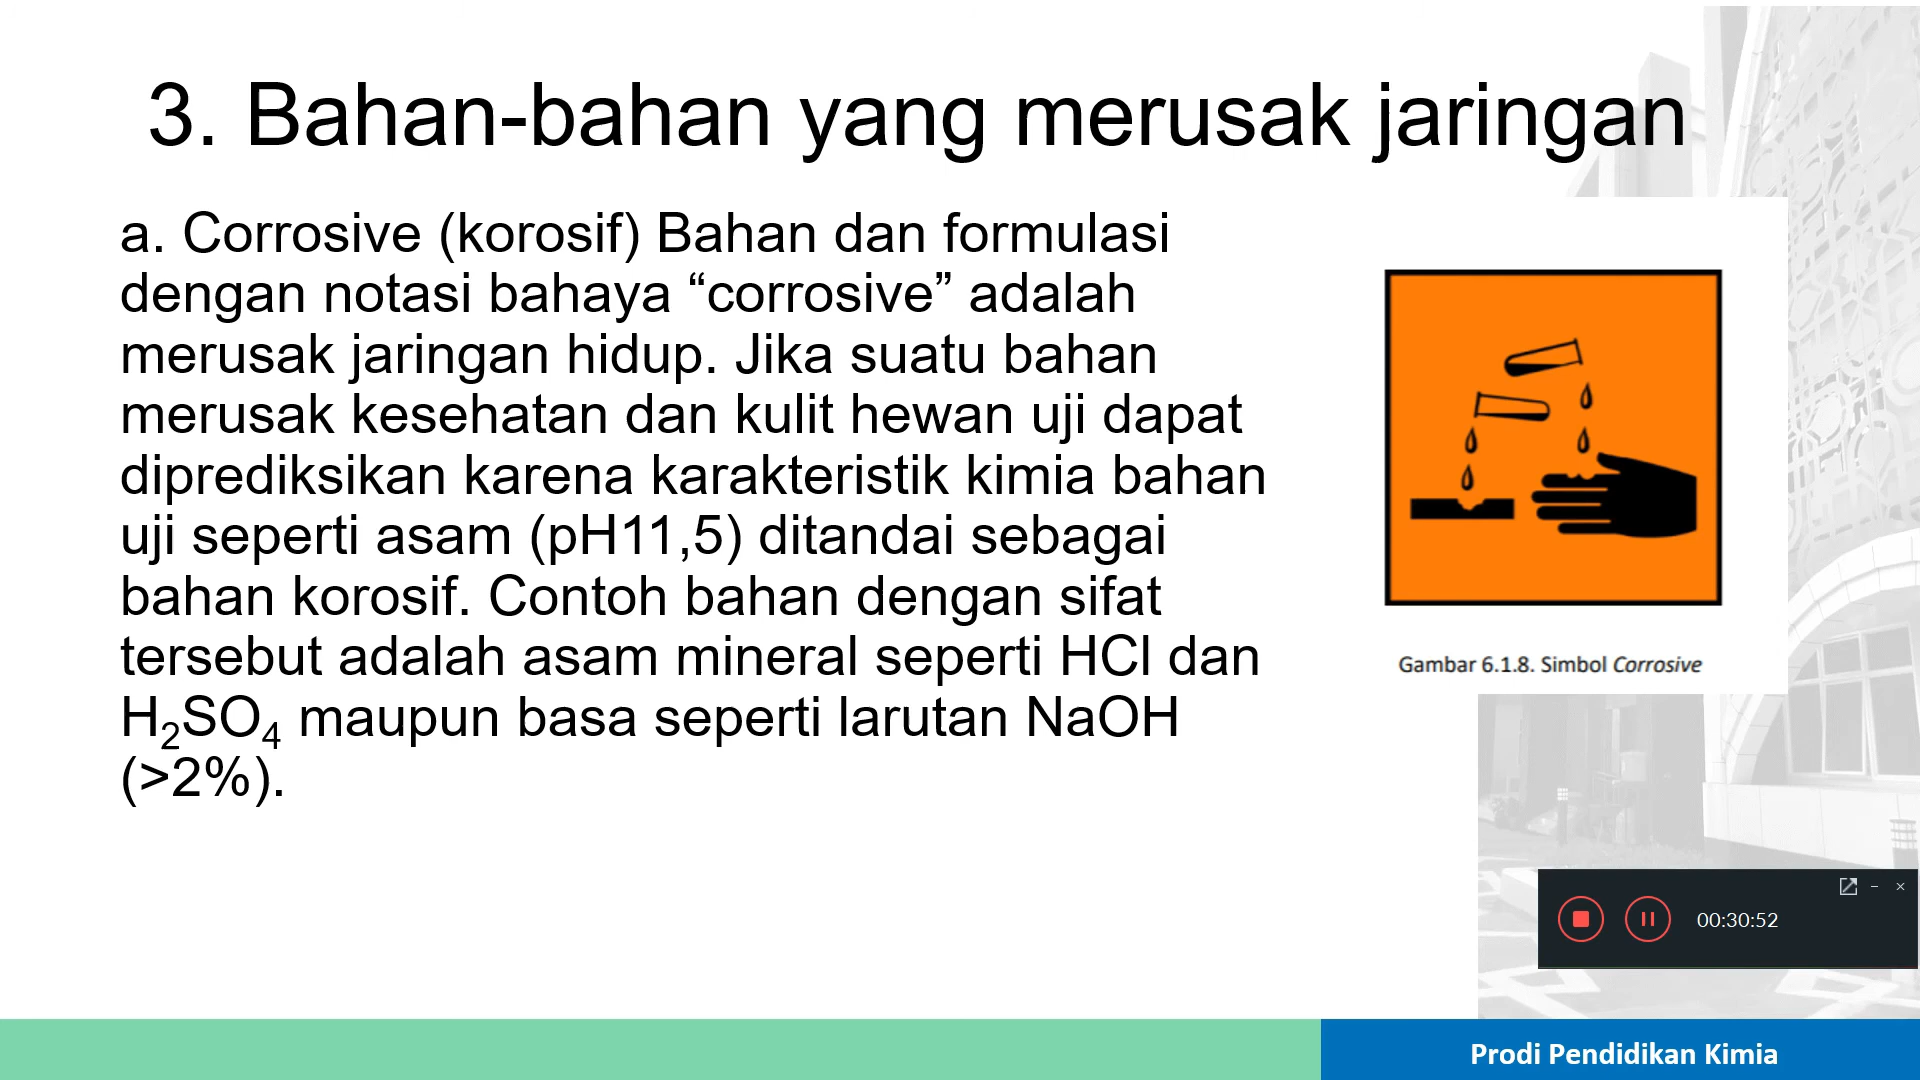 3. Bahan-bahan yang merusak jaringan
a. Corrosive (korosif) Bahan dan formulasi
dengan notasi bahaya “corrosive” adalah
merusak jaringan hidup. Jika suatu bahan
merusak kesehatan dan kulit hewan uji dapat
diprediksikan karena karakteristik kimia bahan
uji seperti asam (pH11,5) ditandai sebagai
bahan korosif. Contoh bahan dengan sifat
tersebut adalah asam mineral seperti HCl dan
H₂SO₄ maupun basa seperti larutan NaOH
(>2%).
Gambar 6.1.8. Simbol Corrosive
00:30:52
Prodi Pendidikan Kimia